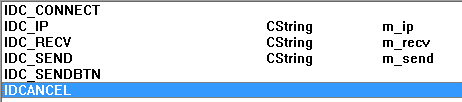 IDC_CONNECT
IDC_IP CString m_ip
IDC_RECV CString m_recv
IDC_SEND CString m_send
IDC_SENDBTN
IDCANCEL